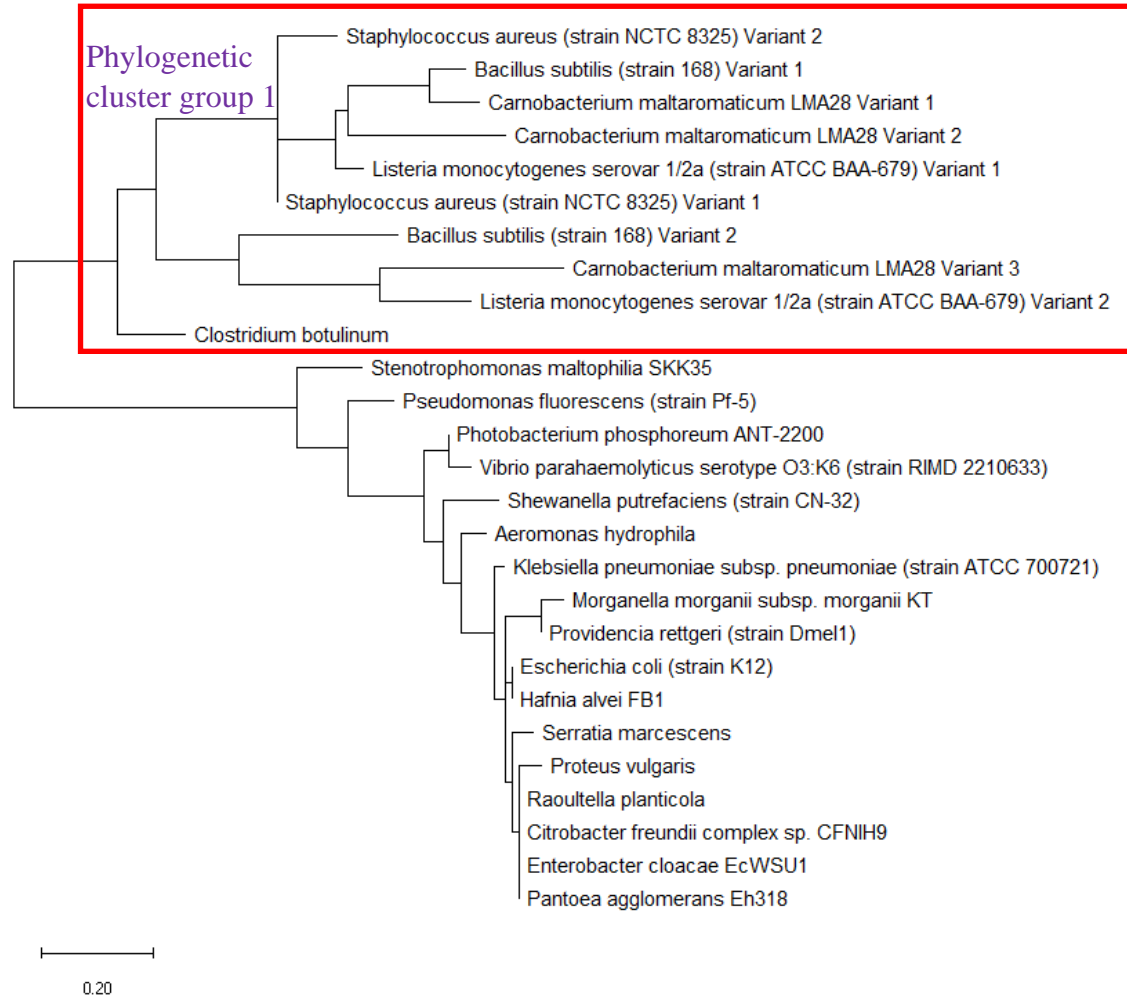 Staphylococcus aureus (strain NCTC 8325) Variant 2
Phylogenetic
cluster group 1
Bacillus subtilis (strain 168) Variant 1
Carnobacterium maltaromaticum LMA28 Variant 1
Carnobacterium maltaromaticum LMA28 Variant 2
Listeria monocytogenes serovar 1/2a (strain ATCC BAA-679) Variant 1
Staphylococcus aureus (strain NCTC 8325) Variant 1
Bacillus subtilis (strain 168) Variant 2
Carnobacterium maltaromaticum LMA28 Variant 3
Listeria monocytogenes serovar 1/2a (strain ATCC BAA-679) Variant 2
Clostridium botulinum
Stenotrophomonas maltophilia SKK35
Pseudomonas fluorescens (strain Pf-5)
Photobacterium phosphoreum ANT-2200
Vibrio parahaemolyticus serotype O3:K6 (strain RIMD 2210633)
Shewanella putrefaciens (strain CN-32)
Aeromonas hydrophila
Klebsiella pneumoniae subsp. pneumoniae (strain ATCC 700721)
Morganella morganii subsp. morganii KT
Providencia rettgeri (strain Dmel1)
Escherichia coli (strain K12)
Hafnia alvei FB1
Serratia marcescens
Proteus vulgaris
Raoultella planticola
Citrobacter freundii complex sp. CFNIH9
Enterobacter cloacae EcWSU1
Pantoea agglomerans Eh318
0.20